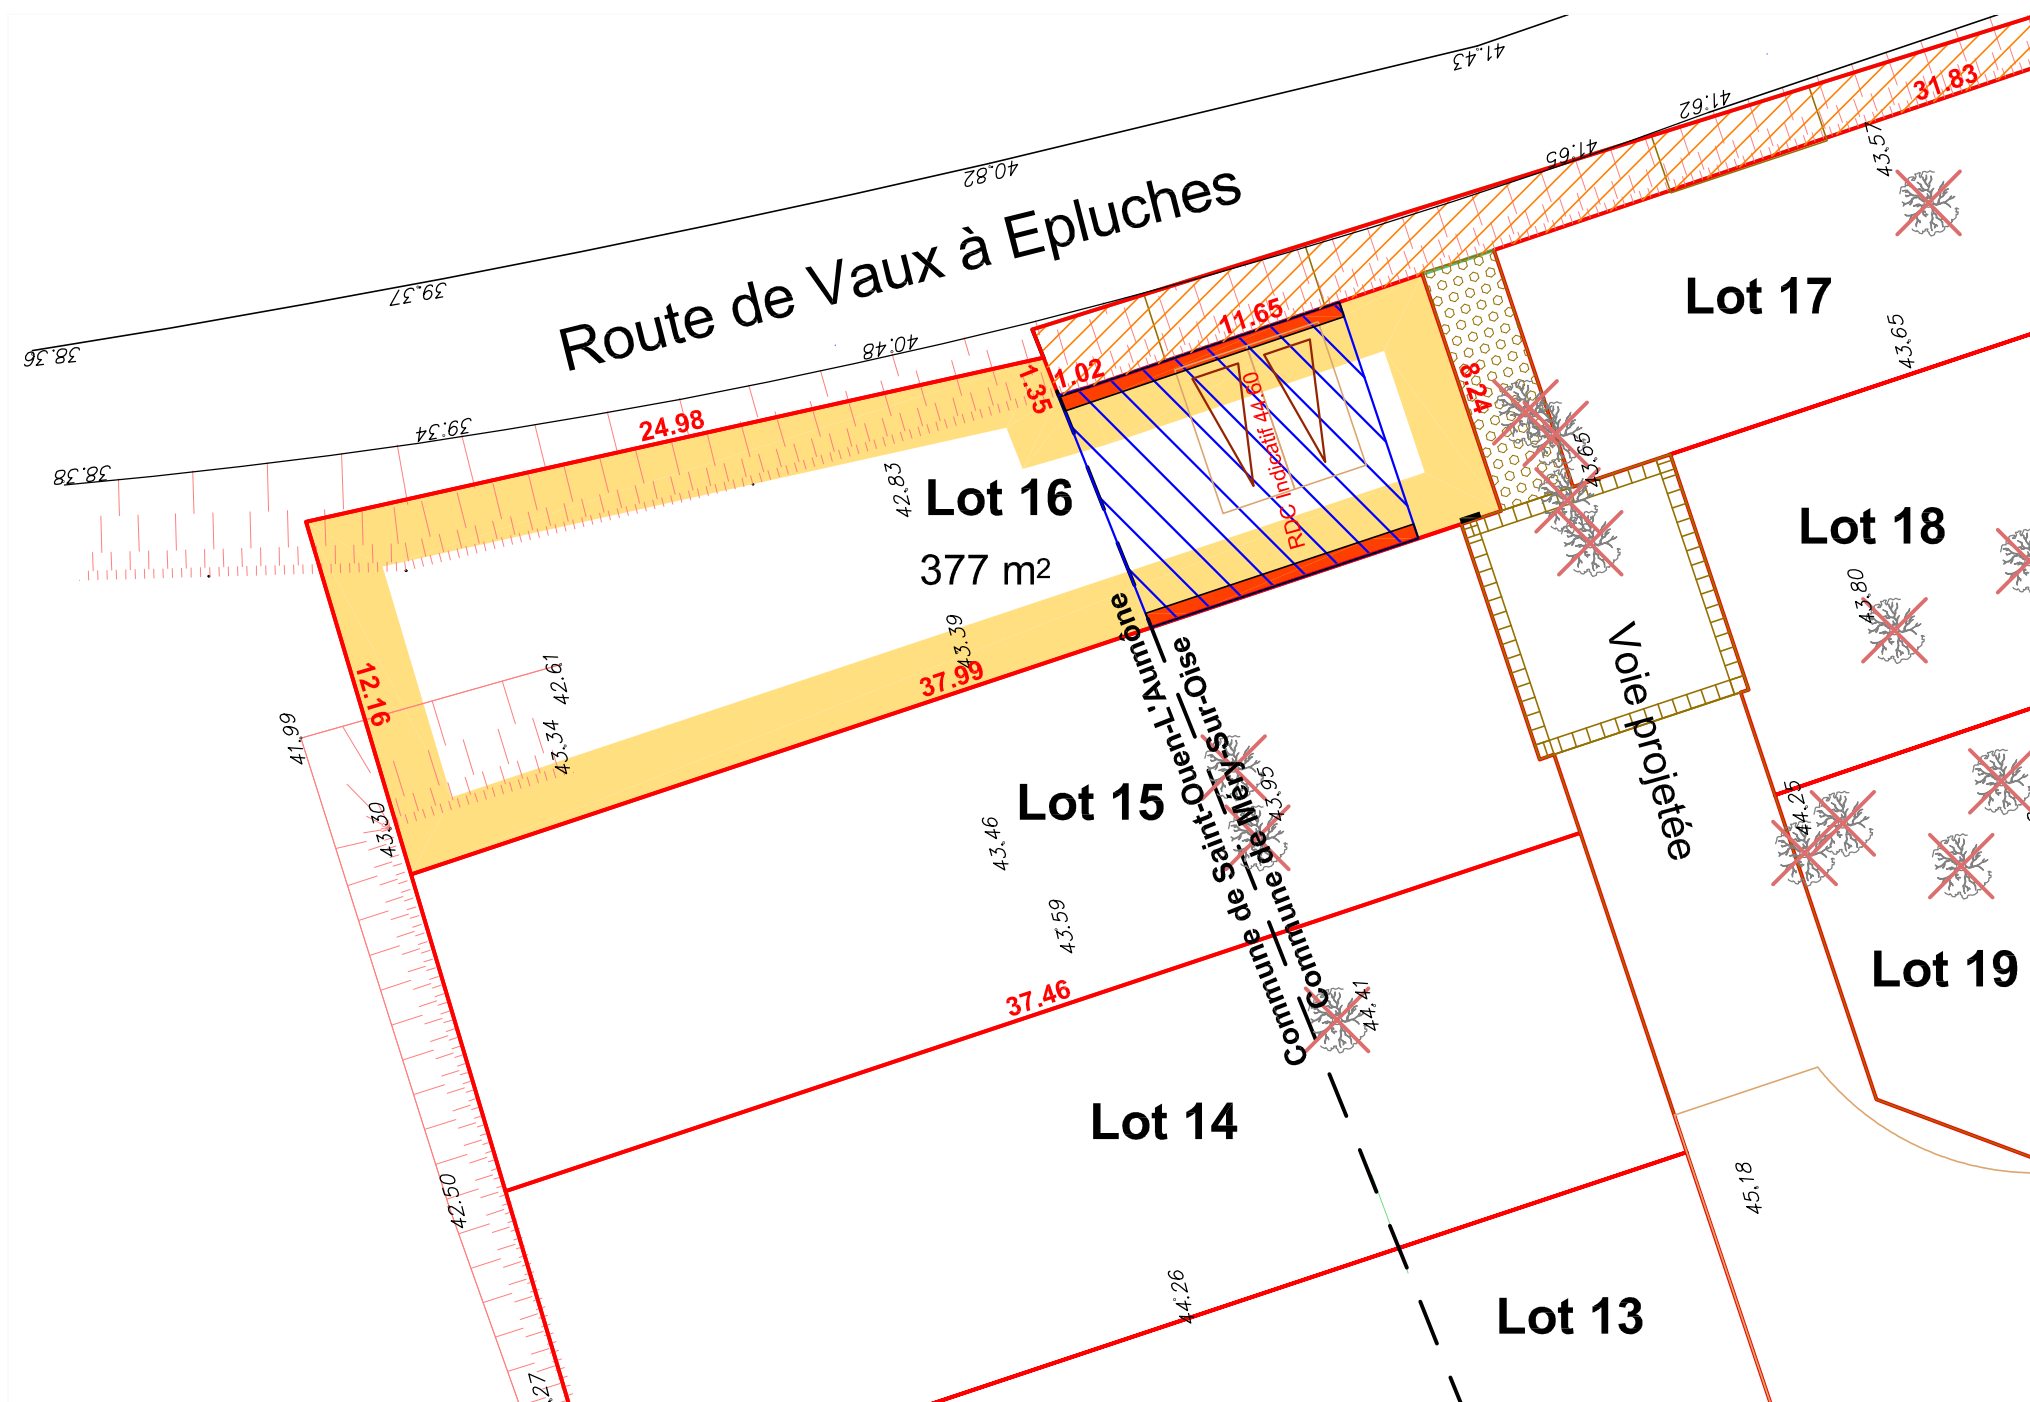 41.43
31.83
41.62
43.57
41.65
40.82
Route de Vaux à Epluches
39.37
Lot 17
11.65
43.65
40.48
38.36
1.02
1.35
8.24
24.98
39.34
38.38
RDC Indicatif 44.60
43.65
42.83
Lot 16
377 m2
Lot 18
43.80
43.39
37.99
12.16
42.61
41.99
43.34
Voie projetée
Commune de Saint-Ouen-L'Aumône
Commune de Méry-Sur-Oise
Lot 15
43.95
44.25
43.30
43.46
43.59
Lot 19
37.46
44.41
Lot 14
42.50
45.18
44.26
Lot 13
27